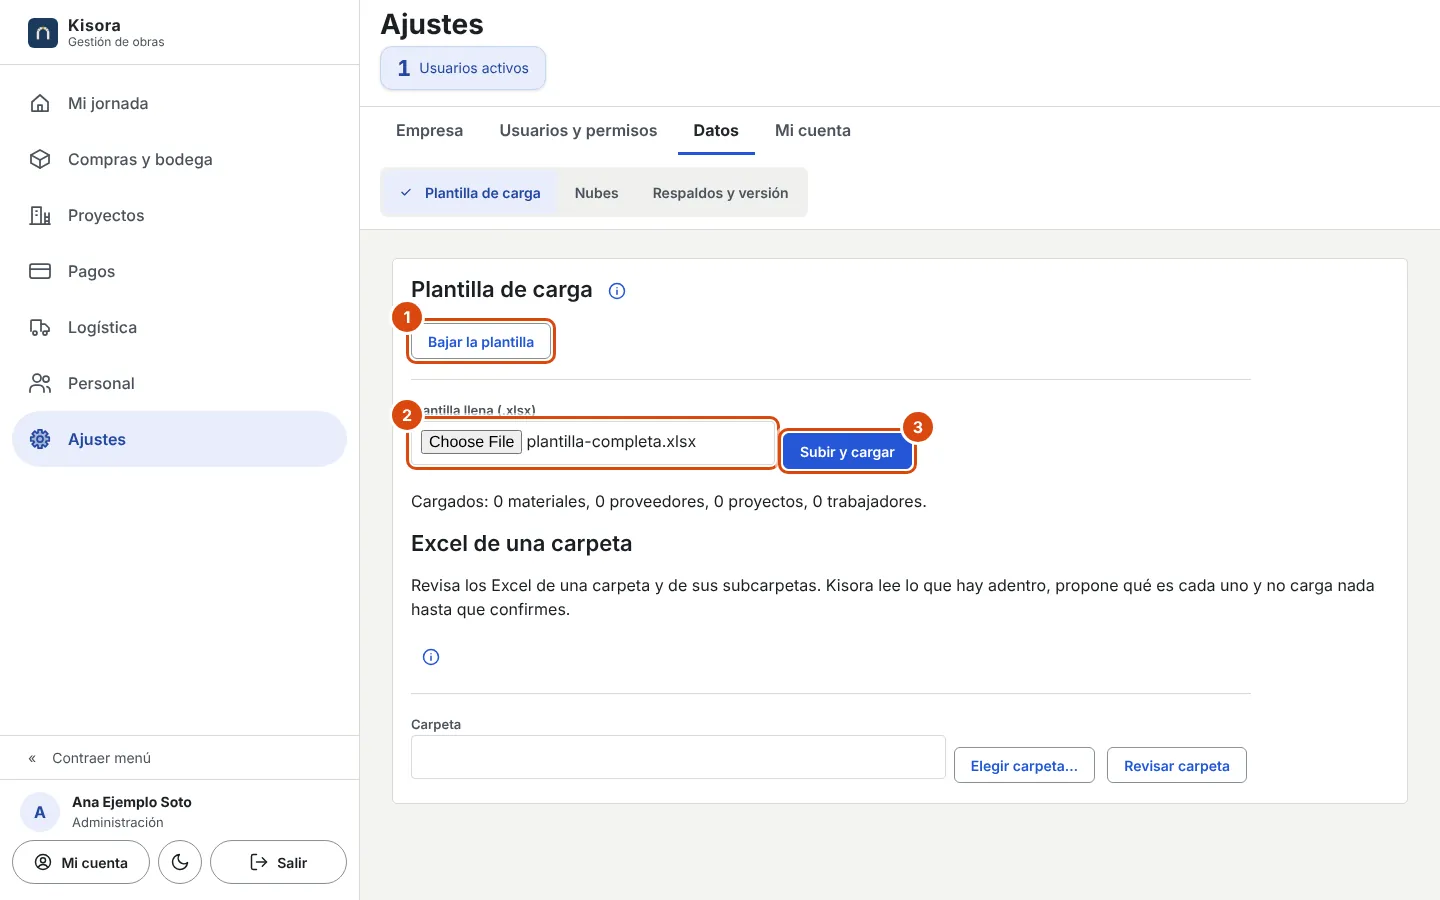 Kisora
Gestión de obras
Mi jornada
Compras y bodega
Proyectos
Pagos
Logística
Personal
Ajustes
« Contraer menú
A
Ana Ejemplo Soto
Administración
Mi cuenta
Salir
Ajustes
1 Usuarios activos
Empresa
Usuarios y permisos
Datos
Mi cuenta
Plantilla de carga
Nubes
Respaldos y versión
Plantilla de carga
1
Bajar la plantilla
2
antilla llena (.xlsx)
Choose File plantilla-completa.xlsx
3
Subir y cargar
Cargados: 0 materiales, 0 proveedores, 0 proyectos, 0 trabajadores.
Excel de una carpeta
Revisa los Excel de una carpeta y de sus subcarpetas. Kisora lee lo que hay adentro, propone qué es cada uno y no carga nada
hasta que confirmes.
Carpeta
Elegir carpeta...
Revisar carpeta